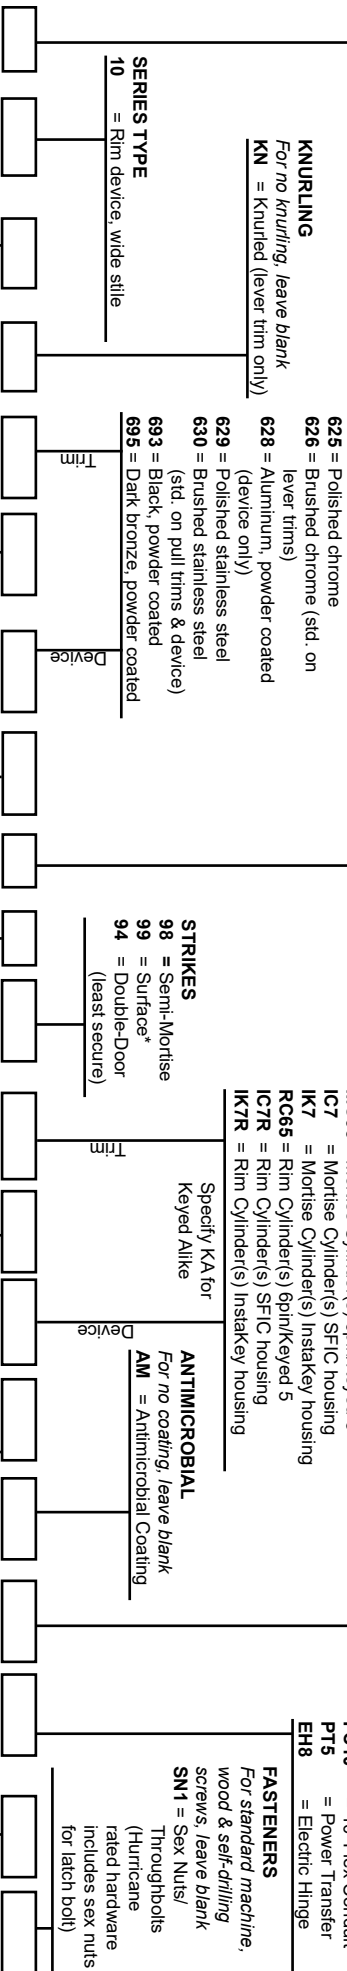 SERIES TYPE
10 = Rim device, wide stile
KNURLING
For no knurling, leave blank
KN = Knurled (lever trim only)
625 = Polished chrome
626 = Brushed chrome (std. on
lever trims)
628 = Aluminum, powder coated
(device only)
629 = Polished stainless steel
630 = Brushed stainless steel
(std. on pull trims & device)
693 = Black, powder coated
695 = Dark bronze, powder coated
Trim
Device
STRIKES
98 = Semi-Mortise
99 = Surface*
94 = Double-Door
(least secure)
IC7 = Mortise Cylinder(s) SFIC housing
IK7 = Mortise Cylinder(s) InstaKey housing
RC65 = Rim Cylinder(s) 6pin/Keyed 5
IC7R = Rim Cylinder(s) SFIC housing
IK7R = Rim Cylinder(s) InstaKey housing
Trim
Specify KA for
Keyed Alike
Device
ANTIMICROBIAL
For no coating, leave blank
AM = Antimicrobial Coating
PT5 = Power Transfer
EH8 = Electric Hinge
FASTENERS
For standard machine,
wood & self-drilling
screws, leave blank
SN1 = Sex Nuts/
Throughbolts
(Hurricane
rated hardware
includes sex nuts
for latch bolt)